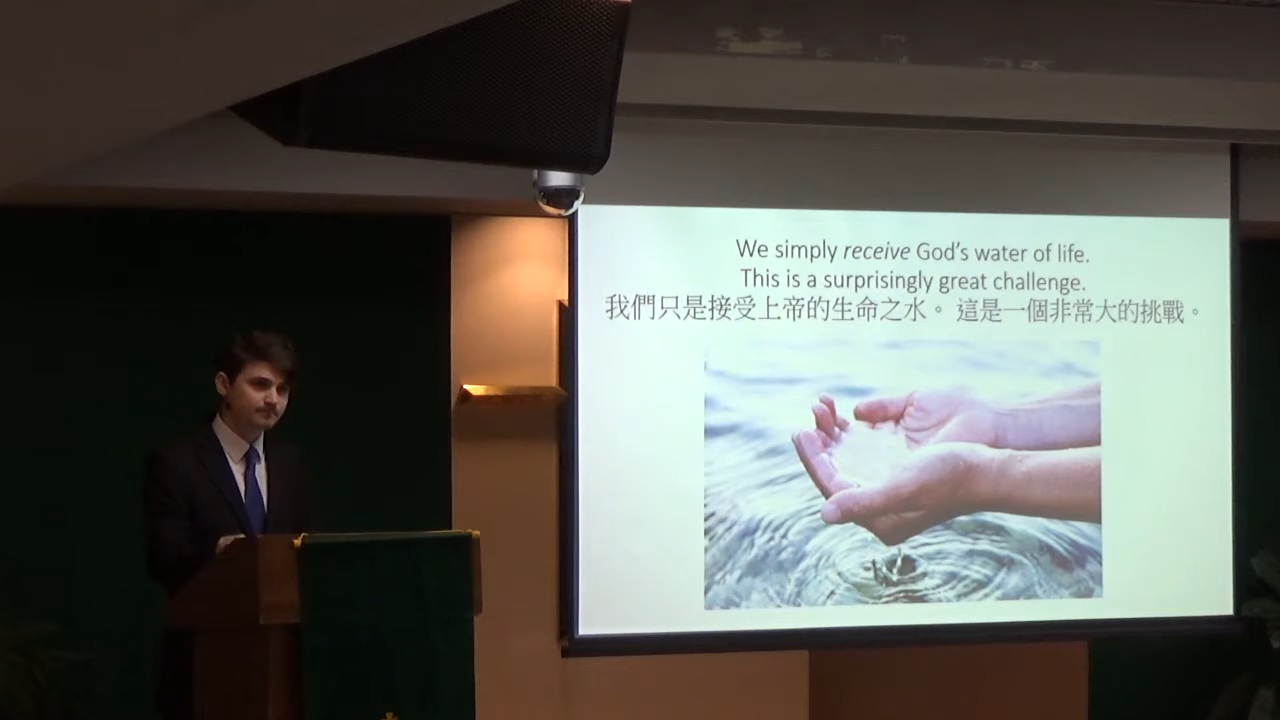 We simply receive God's water of life.
This is a surprisingly great challenge.
我們只是接受上帝的生命之水。 這是一個非常大的挑戰。